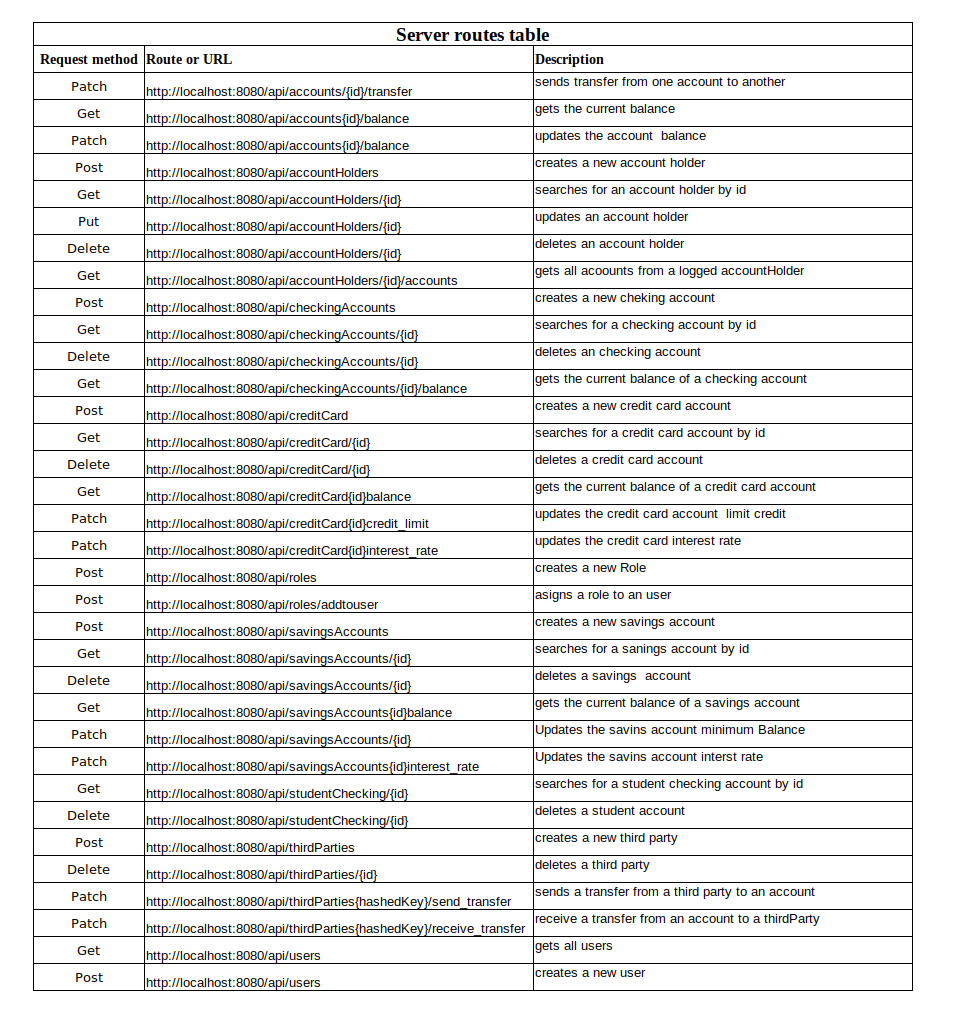 Server routes table
Request method Route or URL Description
Patch http://localhost:8080/api/accounts/{id}/transfer sends transfer from one account to another
Get http://localhost:8080/api/accounts{id}/balance gets the current balance
Patch http://localhost:8080/api/accounts{id}/balance updates the account  balance
Post http://localhost:8080/api/accountHolders creates a new account holder
Get http://localhost:8080/api/accountHolders/{id} searches for an account holder by id
Put http://localhost:8080/api/accountHolders/{id} updates an account holder
Delete http://localhost:8080/api/accountHolders/{id} deletes an account holder
Get http://localhost:8080/api/accountHolders/{id}/accounts gets all acoounts from a logged accountHolder
Post http://localhost:8080/api/checkingAccounts creates a new cheking account
Get http://localhost:8080/api/checkingAccounts/{id} searches for a checking account by id
Delete http://localhost:8080/api/checkingAccounts/{id} deletes an checking account
Get http://localhost:8080/api/checkingAccounts/{id}/balance gets the current balance of a checking account
Post http://localhost:8080/api/creditCard creates a new credit card account
Get http://localhost:8080/api/creditCard/{id} searches for a credit card account by id
Delete http://localhost:8080/api/creditCard/{id} deletes a credit card account
Get http://localhost:8080/api/creditCard{id}balance gets the current balance of a credit card account
Patch http://localhost:8080/api/creditCard{id}credit_limit updates the credit card account  limit credit
Patch http://localhost:8080/api/creditCard{id}interest_rate updates the credit card interest rate
Post http://localhost:8080/api/roles creates a new Role
Post http://localhost:8080/api/roles/addtouser asigns a role to an user
Post http://localhost:8080/api/savingsAccounts creates a new savings account
Get http://localhost:8080/api/savingsAccounts/{id} searches for a sanings account by id
Delete http://localhost:8080/api/savingsAccounts/{id} deletes a savings  account
Get http://localhost:8080/api/savingsAccounts{id}balance gets the current balance of a savings account
Patch http://localhost:8080/api/savingsAccounts/{id} Updates the savins account minimum Balance
Patch http://localhost:8080/api/savingsAccounts{id}interest_rate Updates the savins account interst rate
Get http://localhost:8080/api/studentChecking/{id} searches for a student checking account by id
Delete http://localhost:8080/api/studentChecking/{id} deletes a student account
Post http://localhost:8080/api/thirdParties creates a new third party
Delete http://localhost:8080/api/thirdParties/{id} deletes a third party
Patch http://localhost:8080/api/thirdParties{hashedKey}/send_transfer sends a transfer from a third party to an account
Patch http://localhost:8080/api/thirdParties{hashedKey}/receive_transfer receive a transfer from an account to a thirdParty
Get http://localhost:8080/api/users gets all users
Post http://localhost:8080/api/users creates a new user